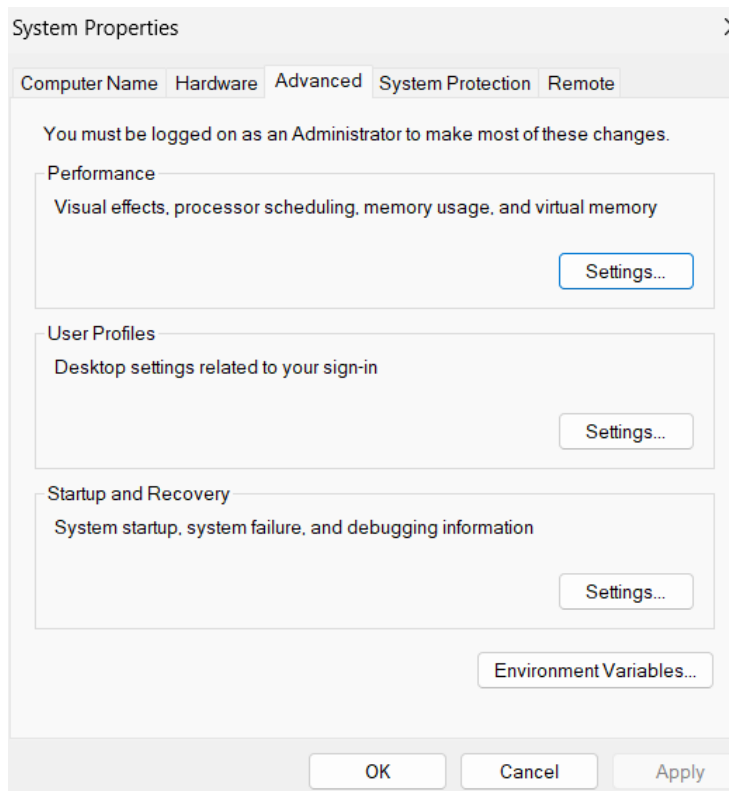 System Properties
Computer Name Hardware Advanced System Protection Remote
You must be logged on as an Administrator to make most of these changes.
Performance
Visual effects, processor scheduling, memory usage, and virtual memory
Settings...
User Profiles
Desktop settings related to your sign-in
Settings...
Startup and Recovery
System startup, system failure, and debugging information
Settings...
Environment Variables...
OK Cancel Apply